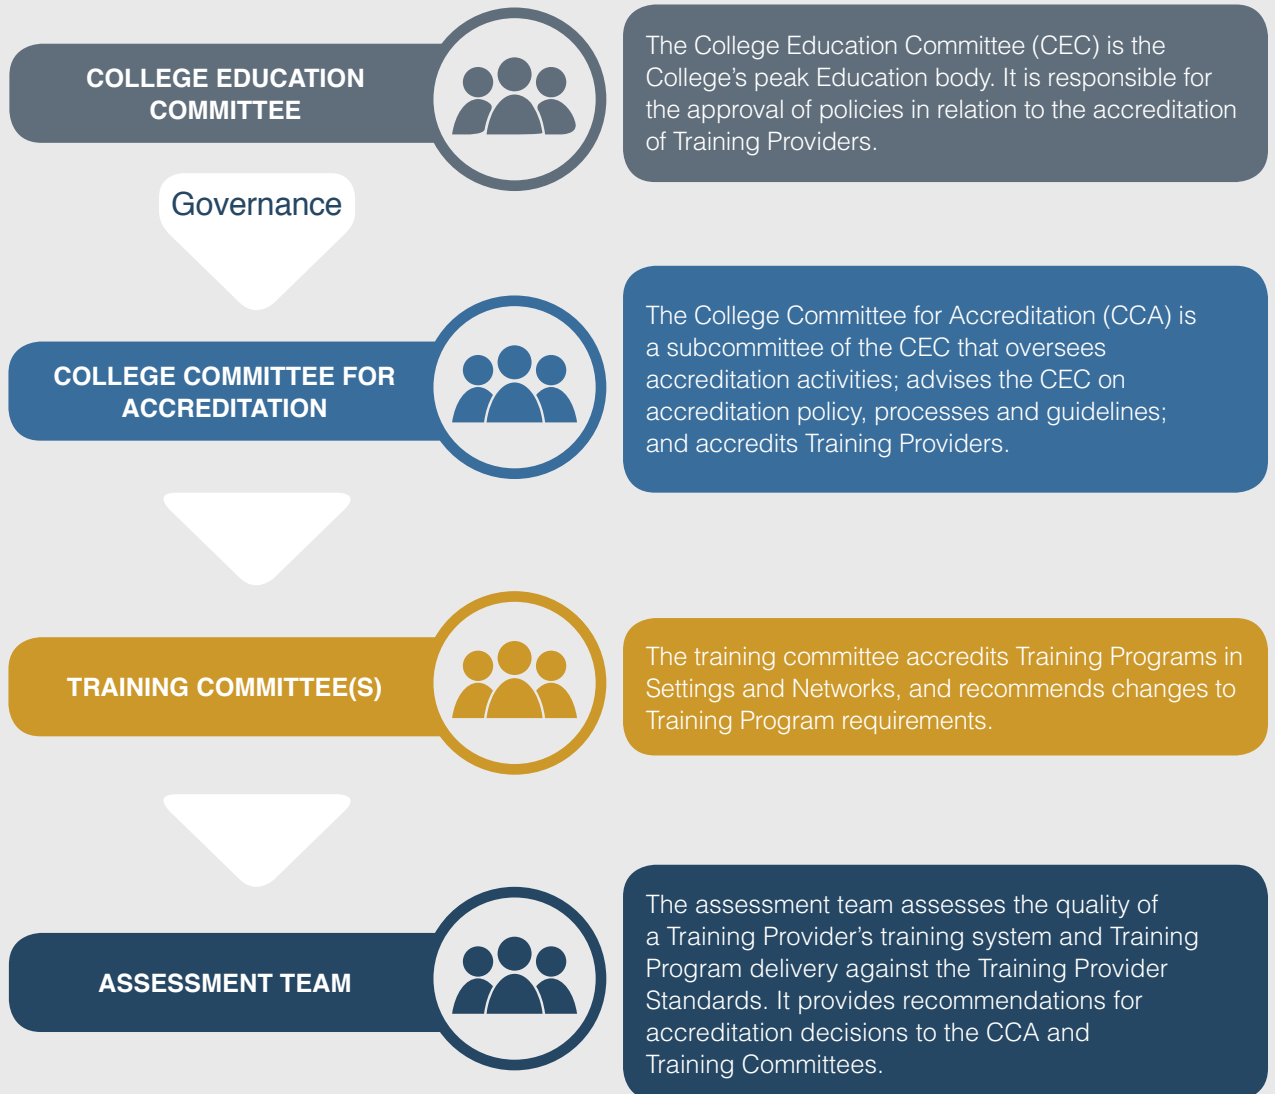 COLLEGE EDUCATION
COMMITTEE
The College Education Committee (CEC) is the
College’s peak Education body. It is responsible for
the approval of policies in relation to the accreditation
of Training Providers.
Governance
COLLEGE COMMITTEE FOR
ACCREDITATION
The College Committee for Accreditation (CCA) is
a subcommittee of the CEC that oversees
accreditation activities; advises the CEC on
accreditation policy, processes and guidelines;
and accredits Training Providers.
TRAINING COMMITTEE(S)
The training committee accredits Training Programs in
Settings and Networks, and recommends changes to
Training Program requirements.
ASSESSMENT TEAM
The assessment team assesses the quality of
a Training Provider’s training system and Training
Program delivery against the Training Provider
Standards. It provides recommendations for
accreditation decisions to the CCA and
Training Committees.